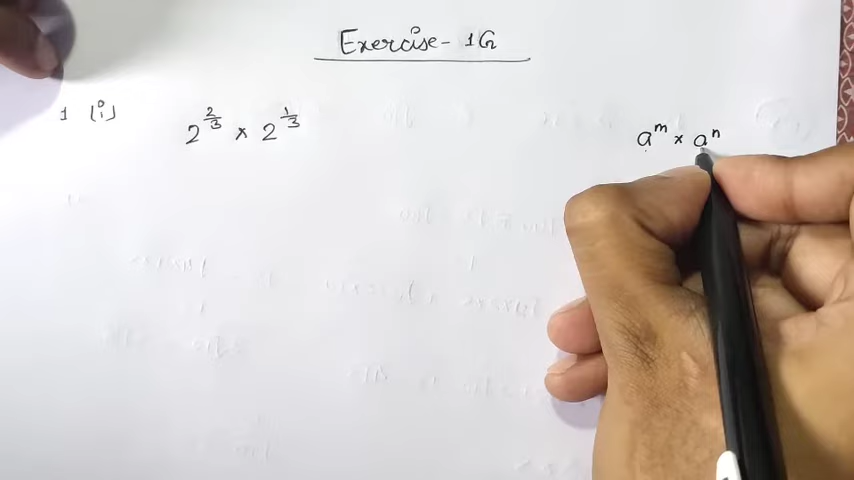 Exercise- 1G
1 (i) 2^{2/3} × 2^{1/3} a^m × a^n